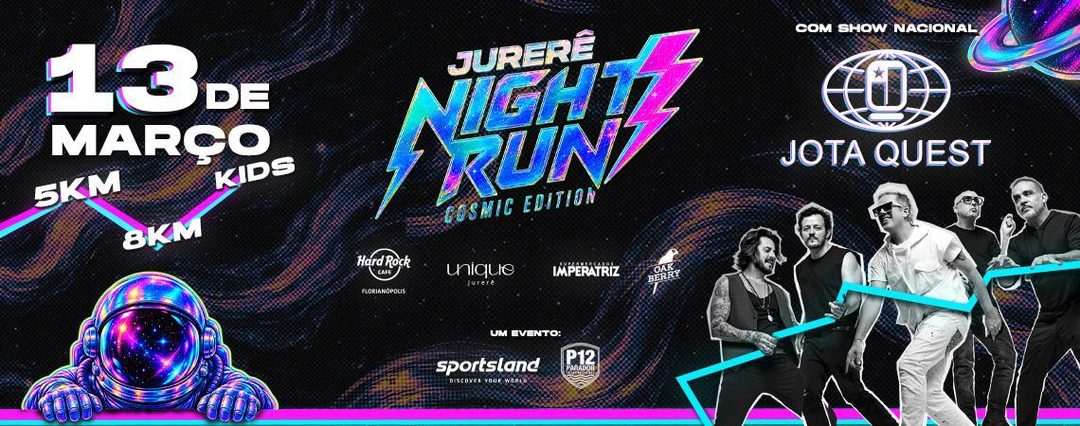 13 DE
MARÇO
5KM
8KM
KIDS
JURERÊ
NIGHT
RUN
COSMIC EDITION
COM SHOW NACIONAL
JOTA QUEST
Hard Rock
CAFE
FLORIANÓPOLIS
unique
jurerê
SUPERMERCADOS
IMPERATRIZ
OAK
BERRY
UM EVENTO:
sportsland
DISCOVER YOUR WORLD
P12
PARADOR